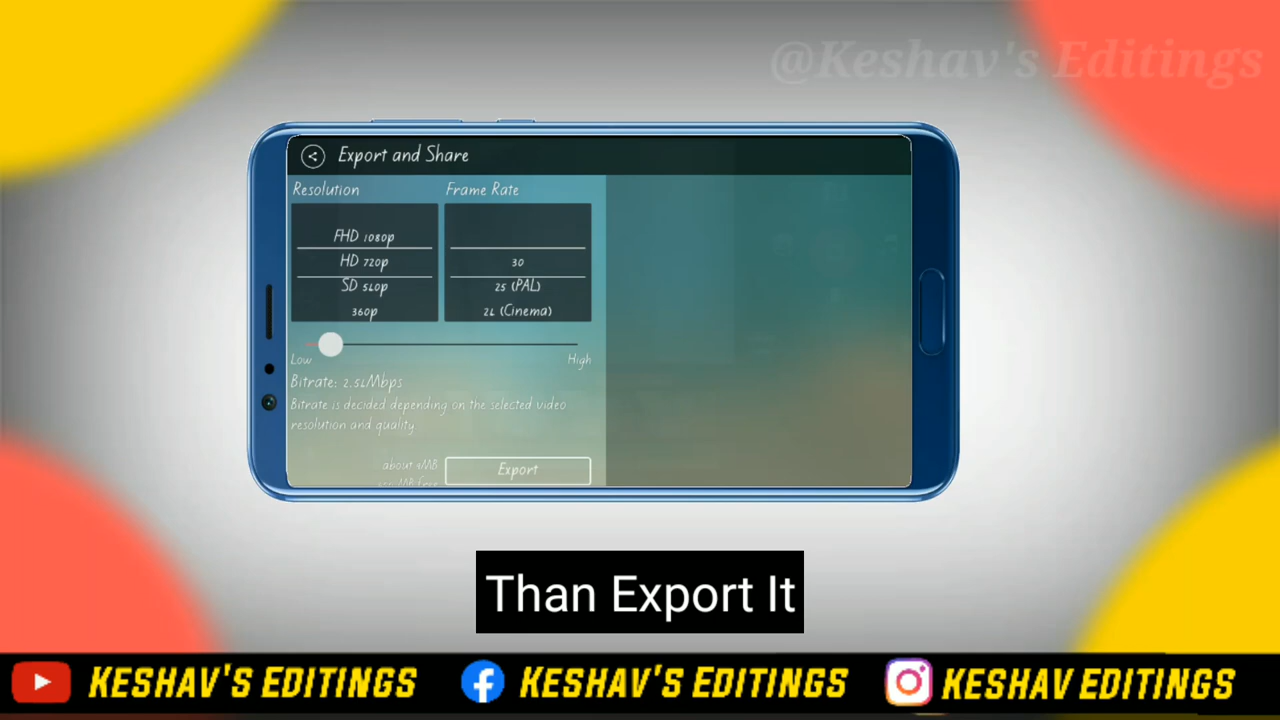 @Keshav's Editings
Export and Share
Resolution
Frame Rate
FHD 1080p
HD 720p
SD 540p
360p
30
25 (PAL)
24 (Cinema)
Low
High
Bitrate: 2.54Mbps
Bitrate is decided depending on the selected video
resolution and quality
about 9MB
Export
Than Export It
KESHAV'S EDITINGS
KESHAV'S EDITINGS
KESHAV EDITINGS